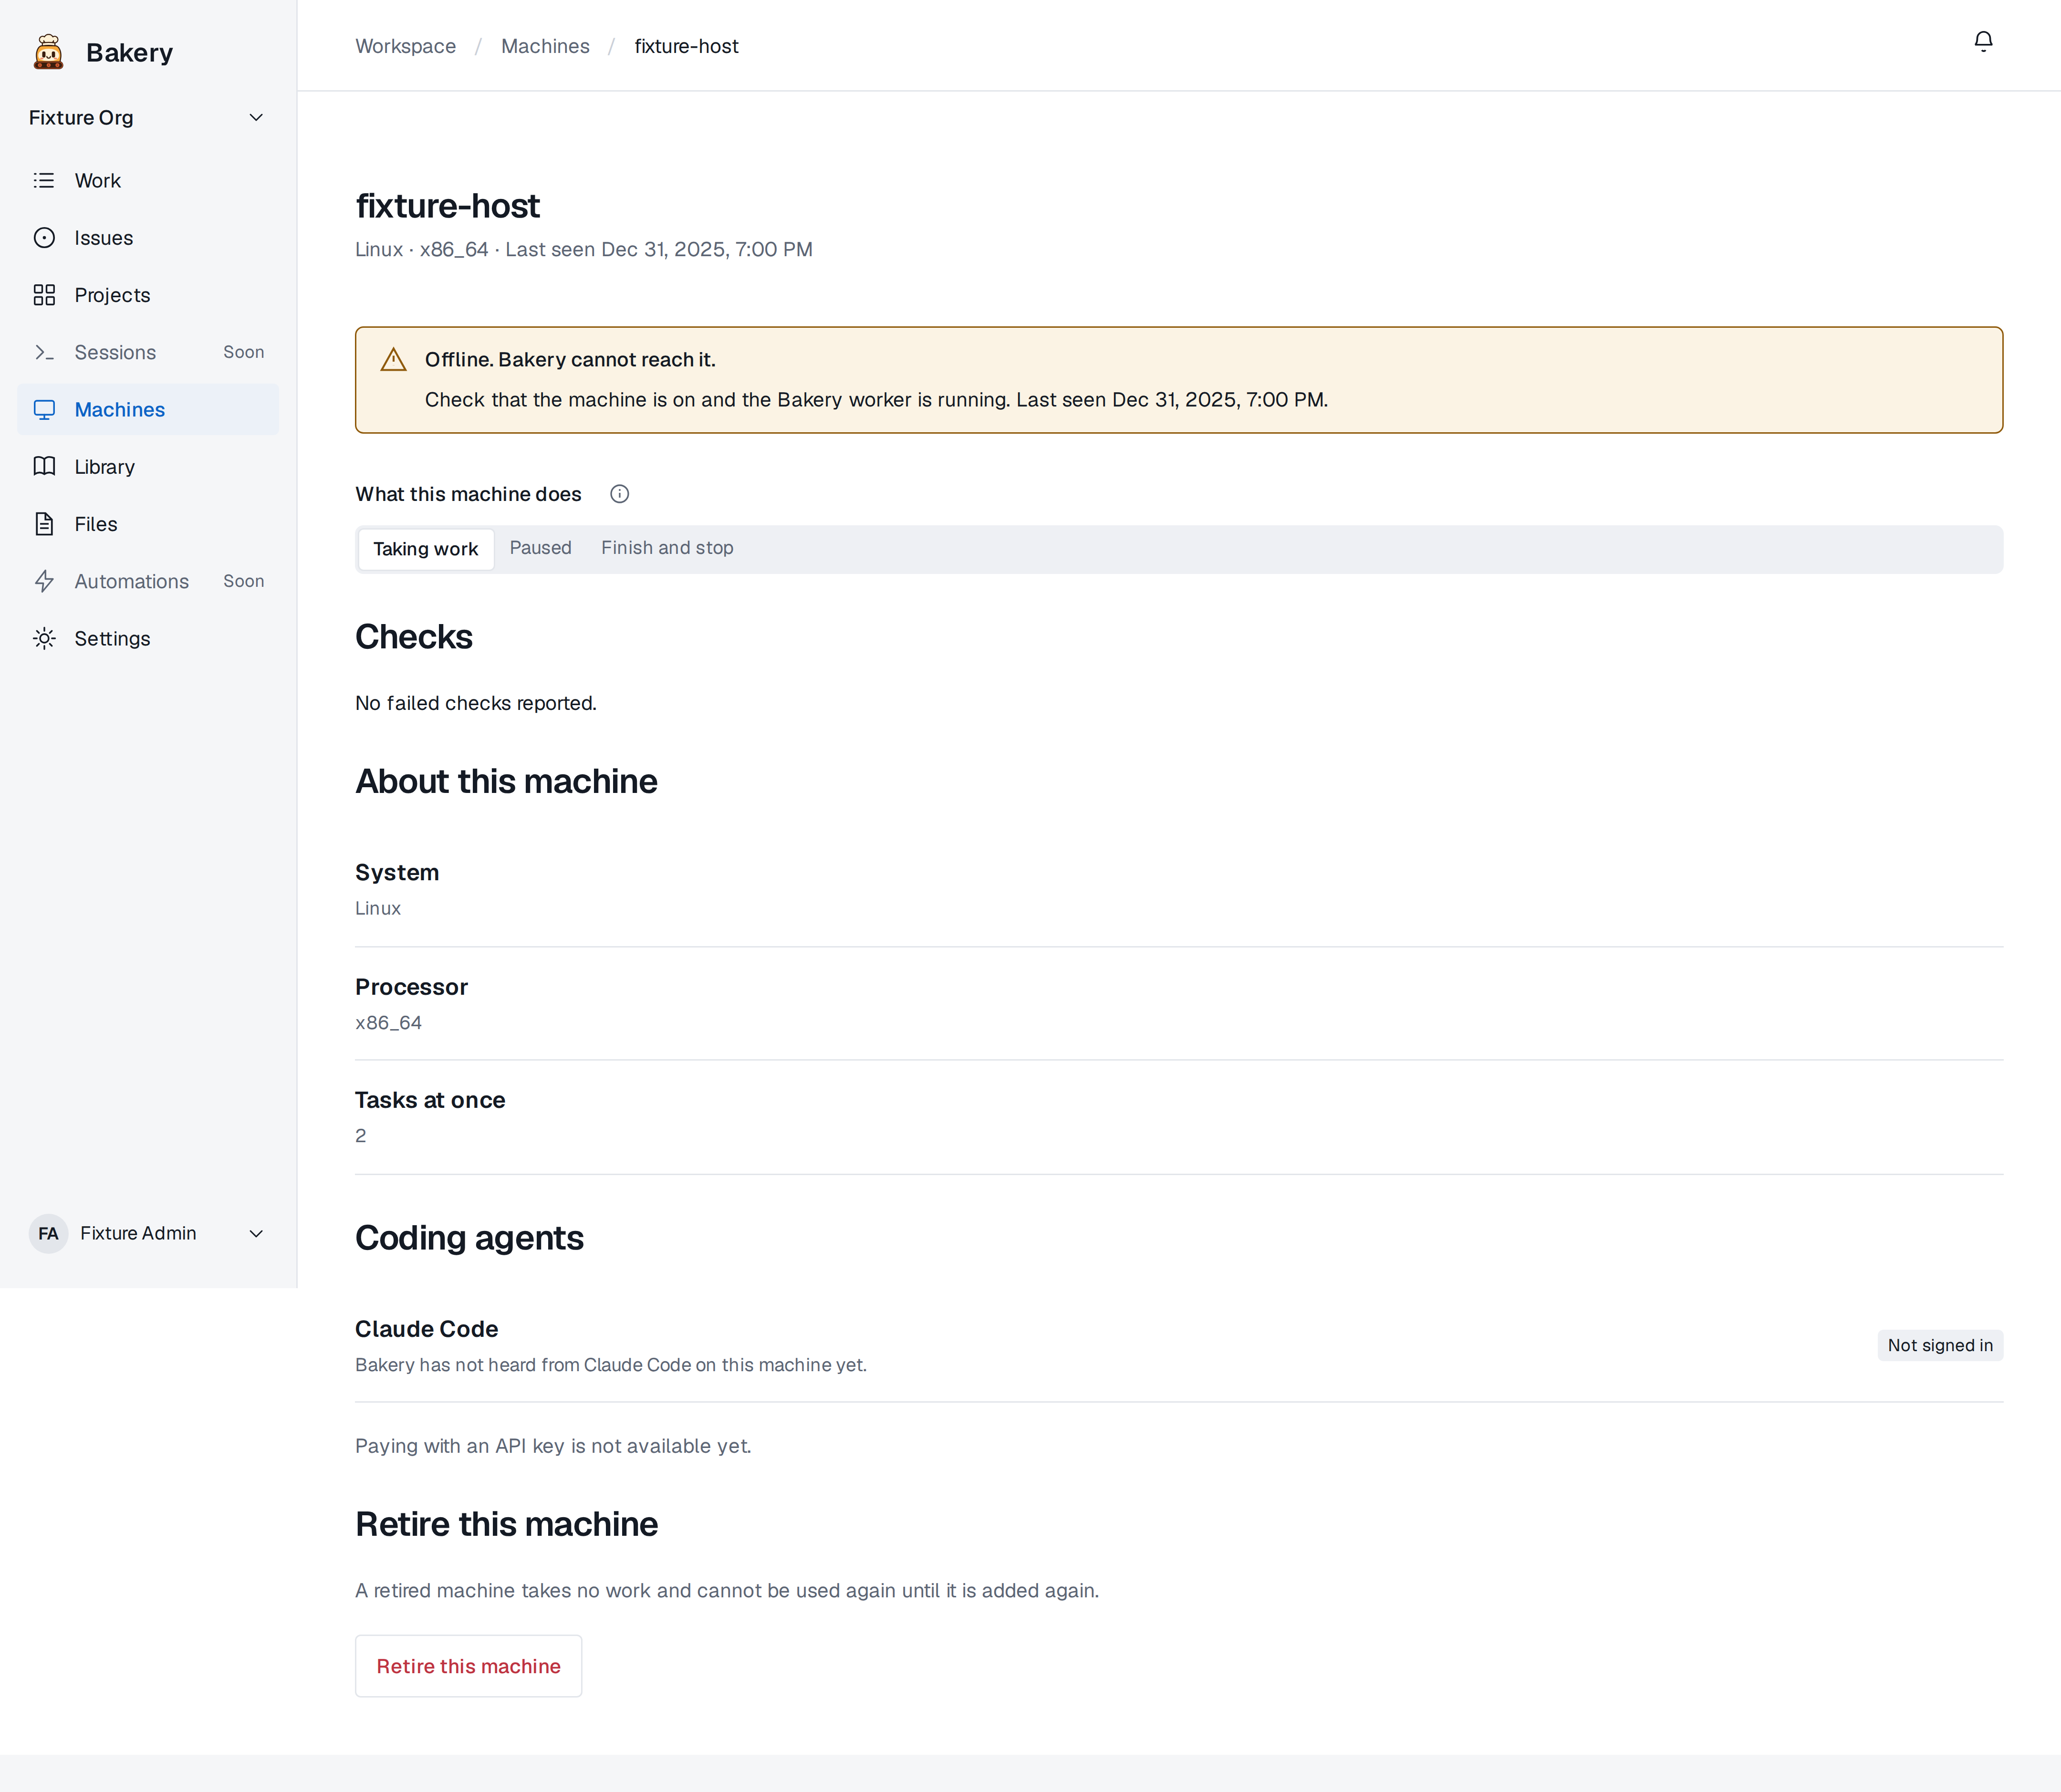 Bakery
Fixture Org
Work
Issues
Projects
Sessions Soon
Machines
Library
Files
Automations Soon
Settings
FA Fixture Admin
Workspace / Machines / fixture-host
fixture-host
Linux · x86_64 · Last seen Dec 31, 2025, 7:00 PM
Offline. Bakery cannot reach it.
Check that the machine is on and the Bakery worker is running. Last seen Dec 31, 2025, 7:00 PM.
What this machine does
Taking work Paused Finish and stop
Checks
No failed checks reported.
About this machine
System
Linux
Processor
x86_64
Tasks at once
2
Coding agents
Claude Code
Bakery has not heard from Claude Code on this machine yet.
Not signed in
Paying with an API key is not available yet.
Retire this machine
A retired machine takes no work and cannot be used again until it is added again.
Retire this machine